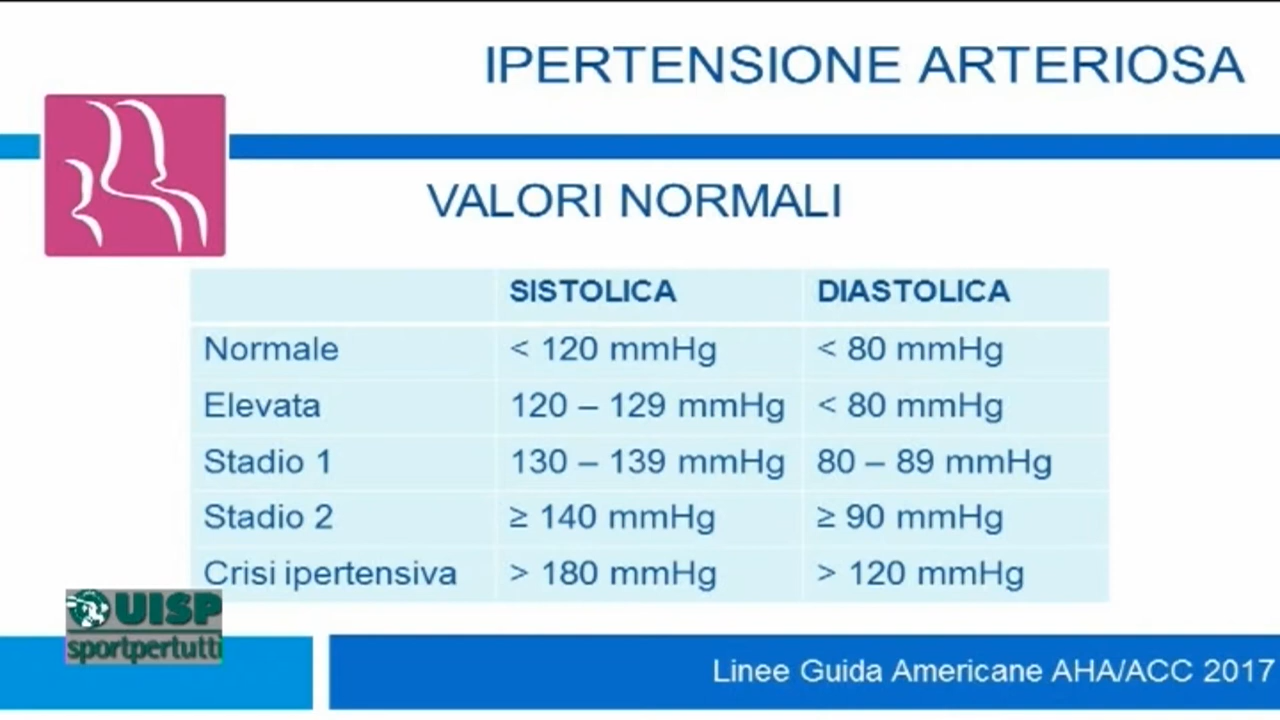 IPERTENSIONE ARTERIOSA
VALORI NORMALI
SISTOLICA DIASTOLICA
Normale < 120 mmHg < 80 mmHg
Elevata 120 – 129 mmHg < 80 mmHg
Stadio 1 130 – 139 mmHg 80 – 89 mmHg
Stadio 2 ≥ 140 mmHg ≥ 90 mmHg
Crisi ipertensiva > 180 mmHg > 120 mmHg
UISP
sportpertutti
Linee Guida Americane AHA/ACC 2017